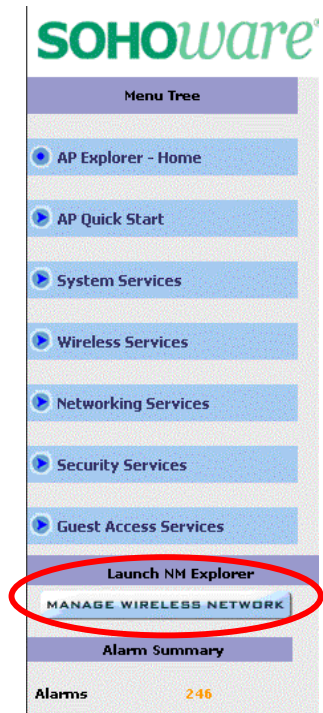 SOHOware
Menu Tree
AP Explorer - Home
AP Quick Start
System Services
Wireless Services
Networking Services
Security Services
Guest Access Services
Launch NM Explorer
MANAGE WIRELESS NETWORK
Alarm Summary
Alarms 246